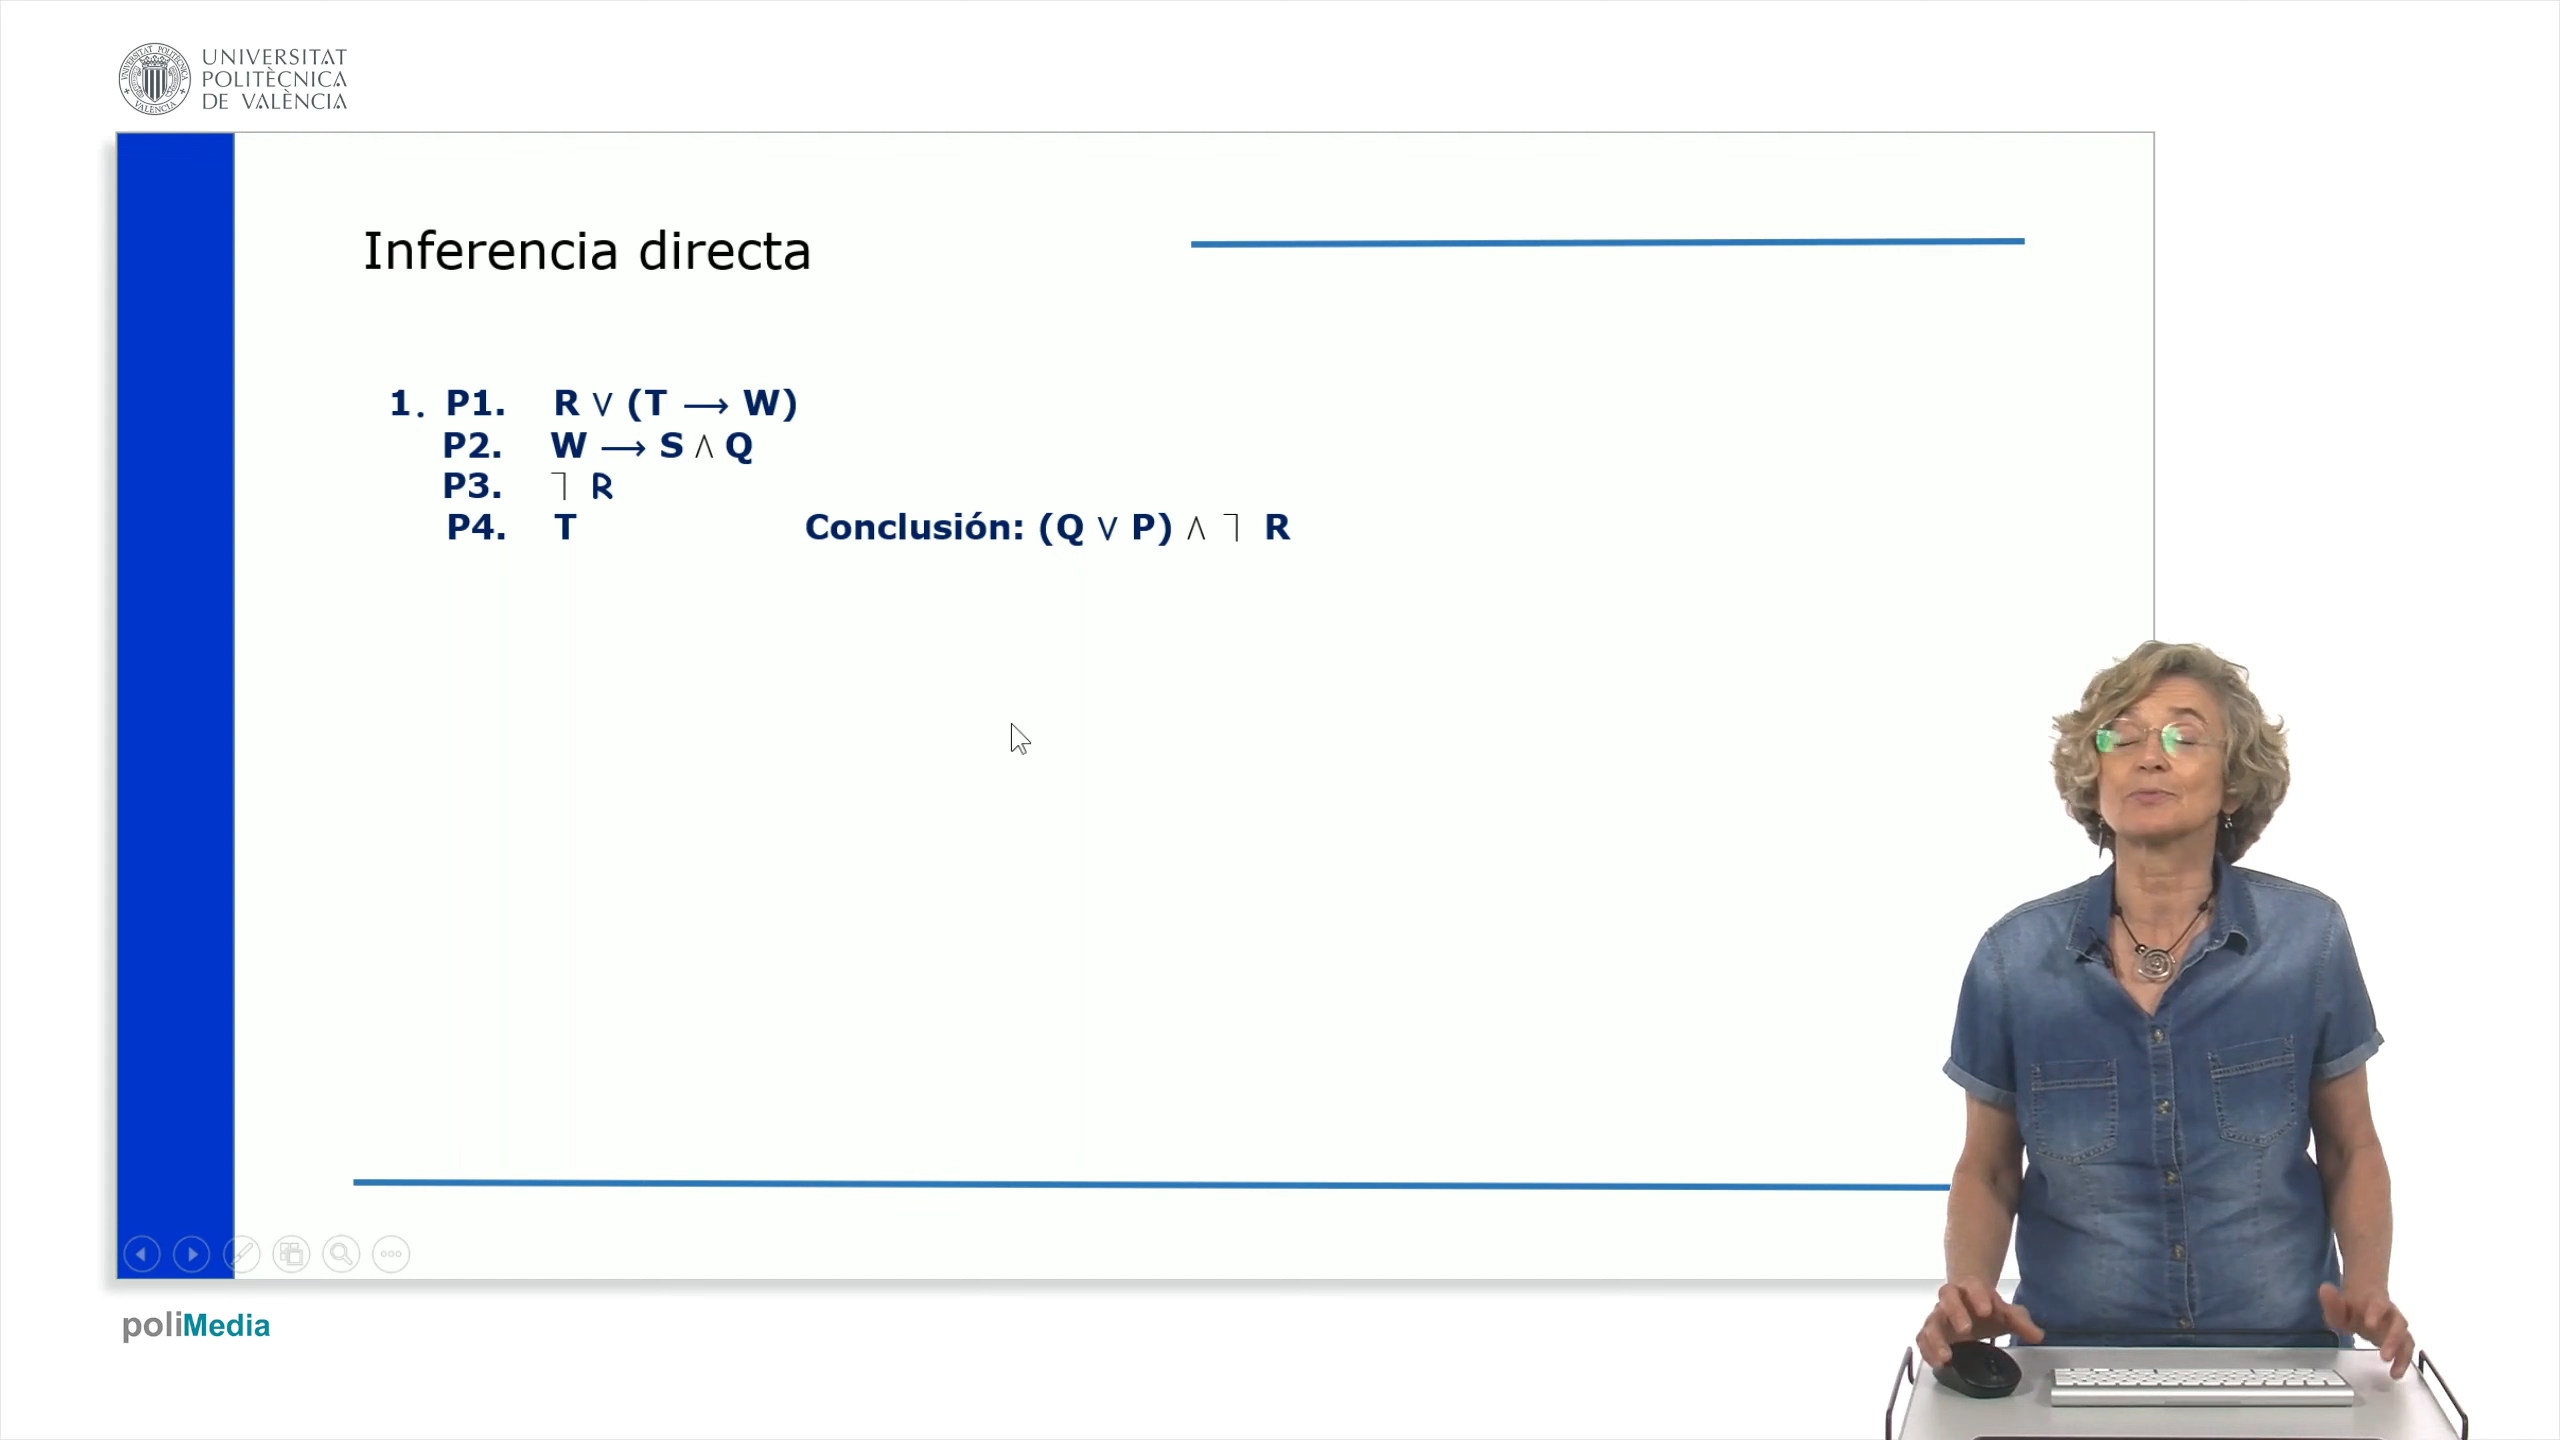 UNIVERSITAT
POLITÈCNICA
DE VALÈNCIA
Inferencia directa
1. P1. R ∨ (T ⟶ W)
P2. W ⟶ S ∧ Q
P3. ˥ R
P4. T Conclusión: (Q ∨ P) ∧ ˥ R
poliMedia